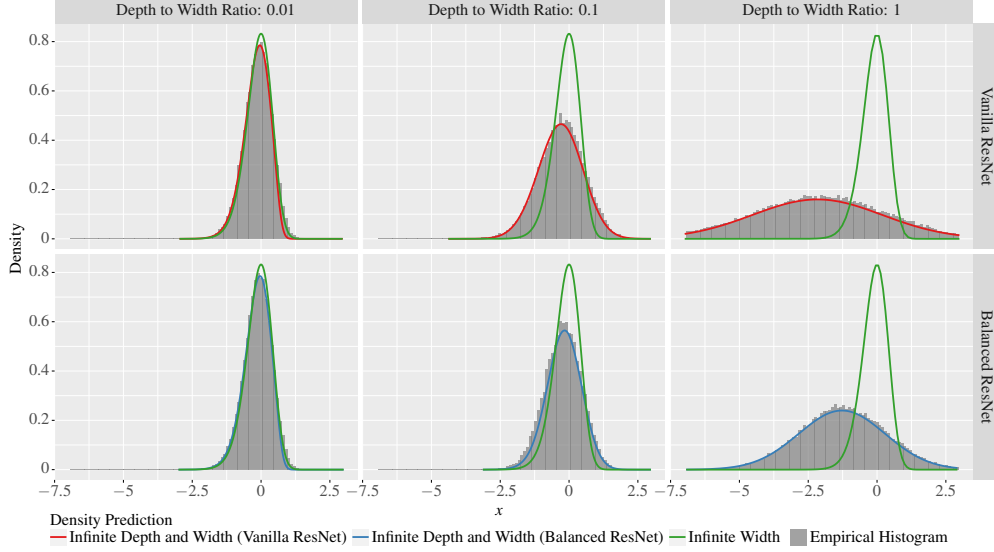 Depth to Width Ratio: 0.01 Depth to Width Ratio: 0.1 Depth to Width Ratio: 1
0.8
0.6
0.4
0.2
0
Vanilla ResNet
Density
0.8
0.6
0.4
0.2
0
Balanced ResNet
−7.5 −5.0 −2.5 0 2.5 −7.5 −5.0 −2.5 0 2.5 −7.5 −5.0 −2.5 0 2.5
x
Density Prediction
Infinite Depth and Width (Vanilla ResNet) Infinite Depth and Width (Balanced ResNet) Infinite Width Empirical Histogram